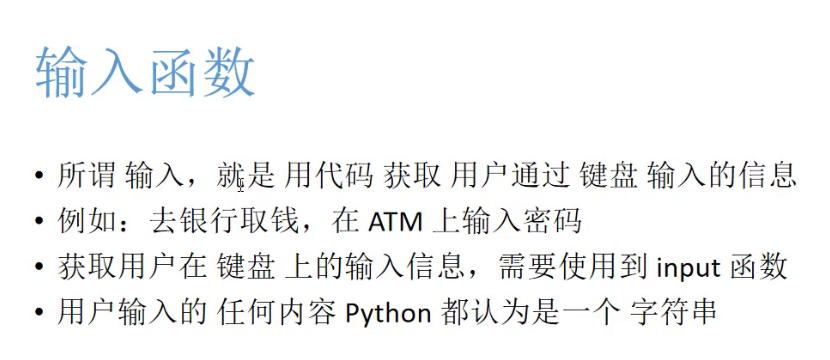 输入函数
• 所谓 输入，就是 用代码 获取 用户通过 键盘 输入的信息
• 例如：去银行取钱，在 ATM 上输入密码
• 获取用户在 键盘 上的输入信息，需要使用到 input 函数
• 用户输入的 任何内容 Python 都认为是一个 字符串